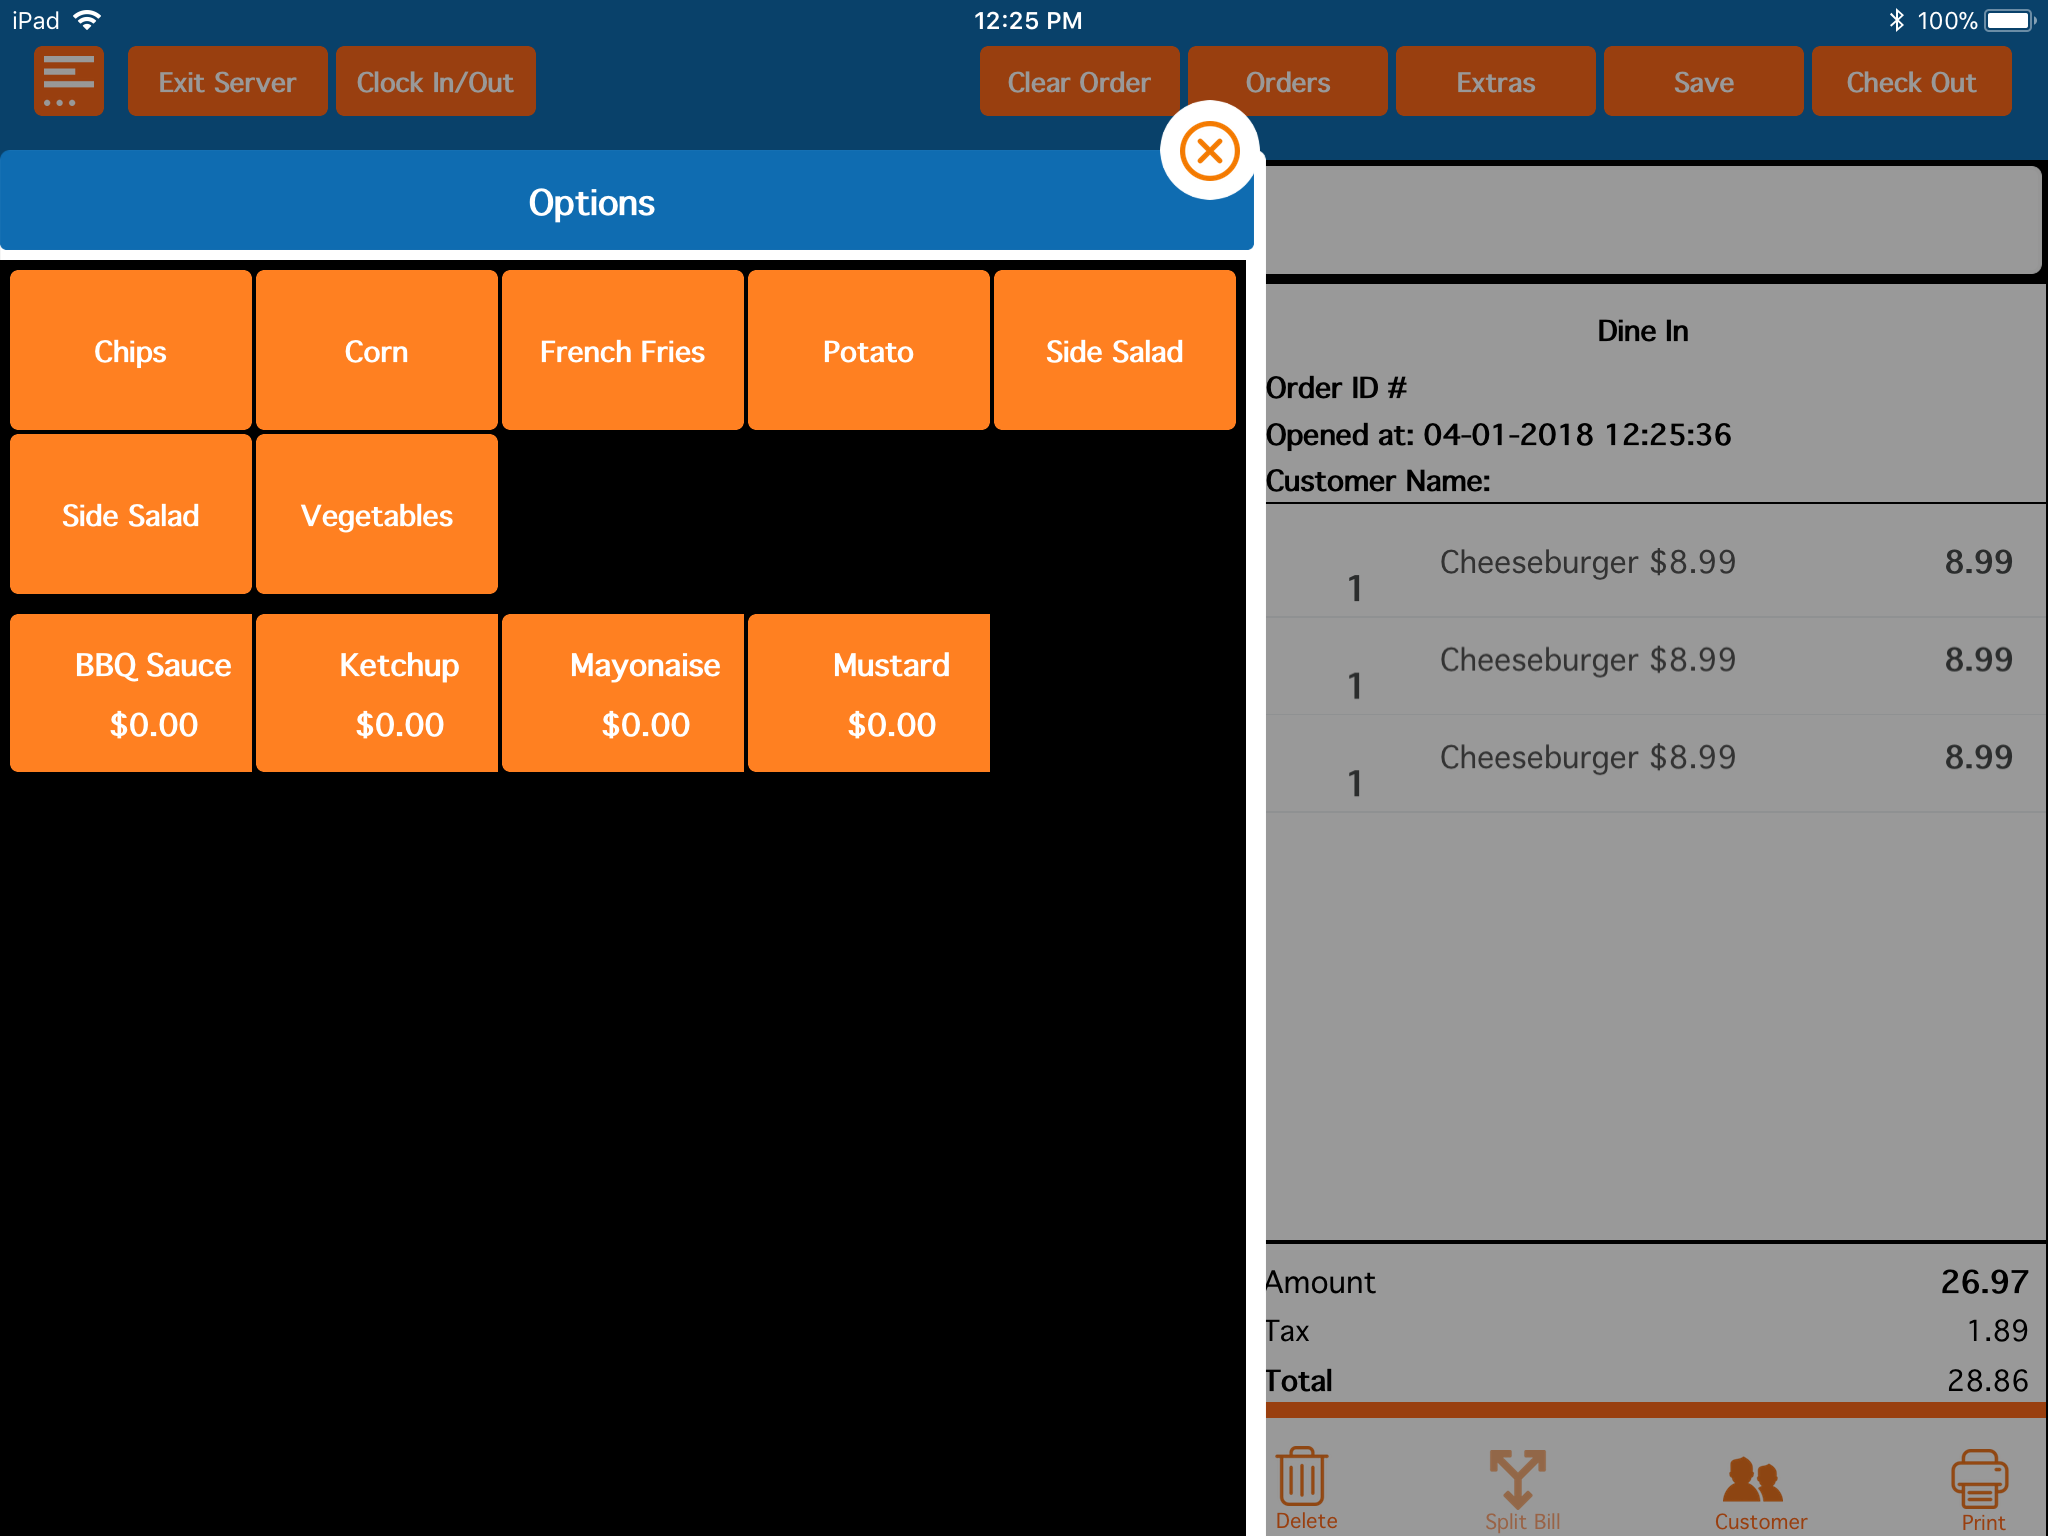 iPad
12:25 PM
100%
Exit Server
Clock In/Out
Clear Order
Orders
Extras
Save
Check Out
Options
Chips
Corn
French Fries
Potato
Side Salad
Side Salad
Vegetables
BBQ Sauce
$0.00
Ketchup
$0.00
Mayonaise
$0.00
Mustard
$0.00
Dine In
Order ID #
Opened at: 04-01-2018 12:25:36
Customer Name:
1 Cheeseburger $8.99 8.99
1 Cheeseburger $8.99 8.99
1 Cheeseburger $8.99 8.99
Amount 26.97
Tax 1.89
Total 28.86
Delete
Split Bill
Customer
Print